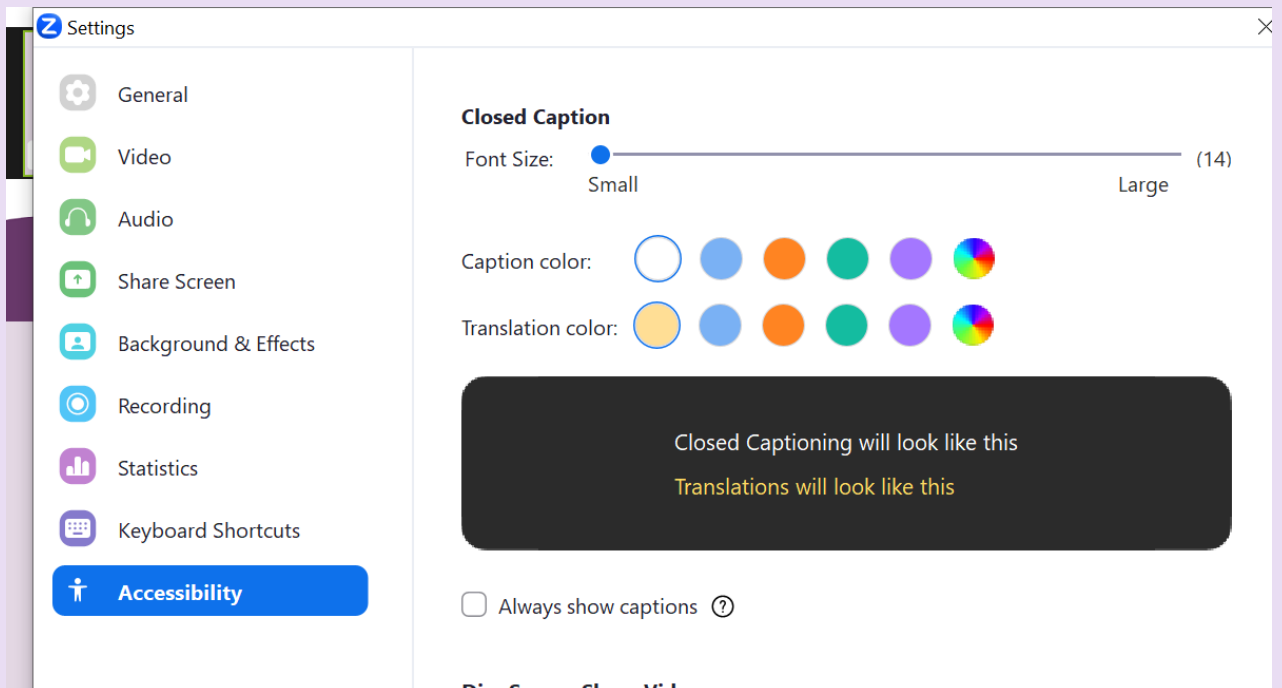 Settings
General
Video
Audio
Share Screen
Background & Effects
Recording
Statistics
Keyboard Shortcuts
Accessibility
Closed Caption
Font Size: (14)
Small Large
Caption color:
Translation color:
Closed Captioning will look like this
Translations will look like this
Always show captions ?